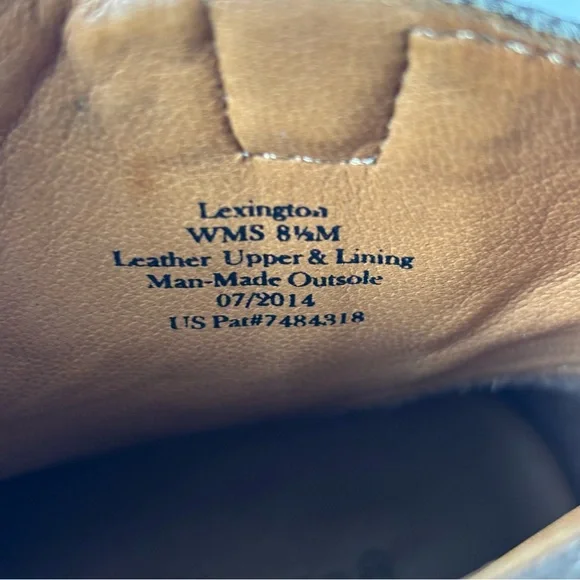 Lexington
WMS 8½M
Leather Upper & Lining
Man-Made Outsole
07/2014
US Pat#7484318